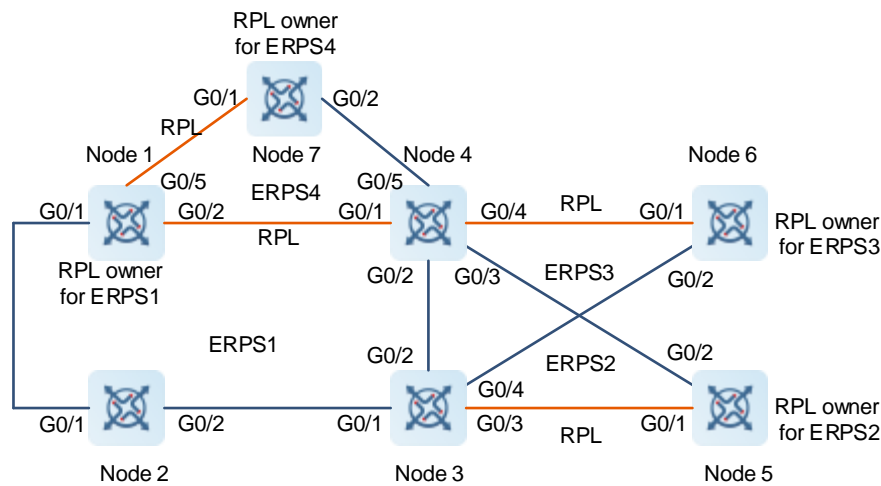 RPL owner
for ERPS4
G0/1
G0/2
RPL
Node 1
Node 7
Node 4
Node 6
G0/5
ERPS4
G0/5
G0/1
G0/2
G0/1
G0/4
RPL
G0/1
RPL
RPL owner
for ERPS3
RPL owner
for ERPS1
G0/2
G0/3
ERPS3
G0/2
ERPS1
G0/2
ERPS2
G0/2
G0/4
G0/1
G0/2
G0/1
G0/3
RPL
G0/1
RPL owner
for ERPS2
Node 2
Node 3
Node 5